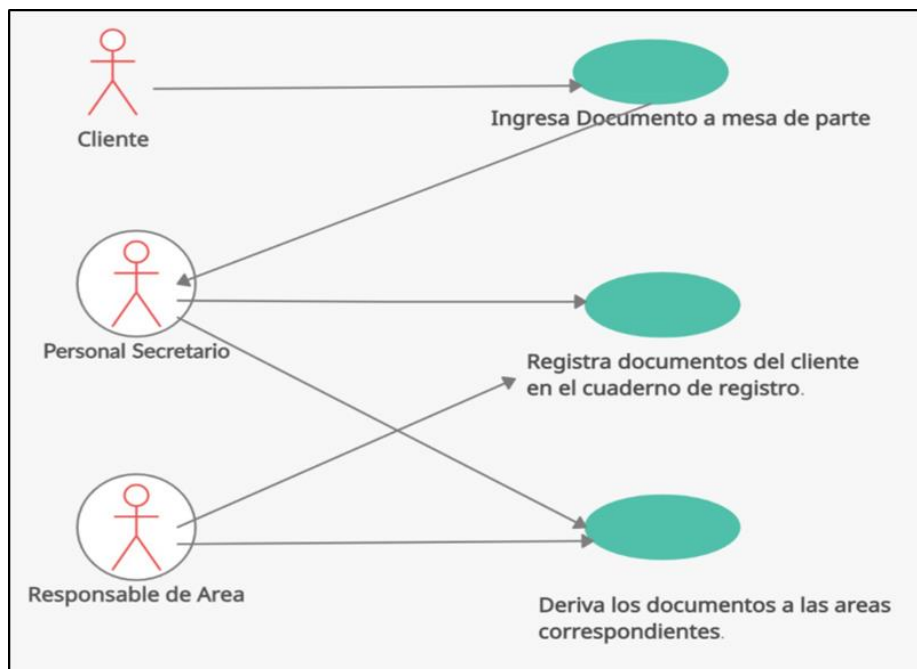 Cliente
Ingresa Documento a mesa de parte
Personal Secretario
Registra documentos del cliente
en el cuaderno de registro.
Responsable de Area
Deriva los documentos a las areas
correspondientes.